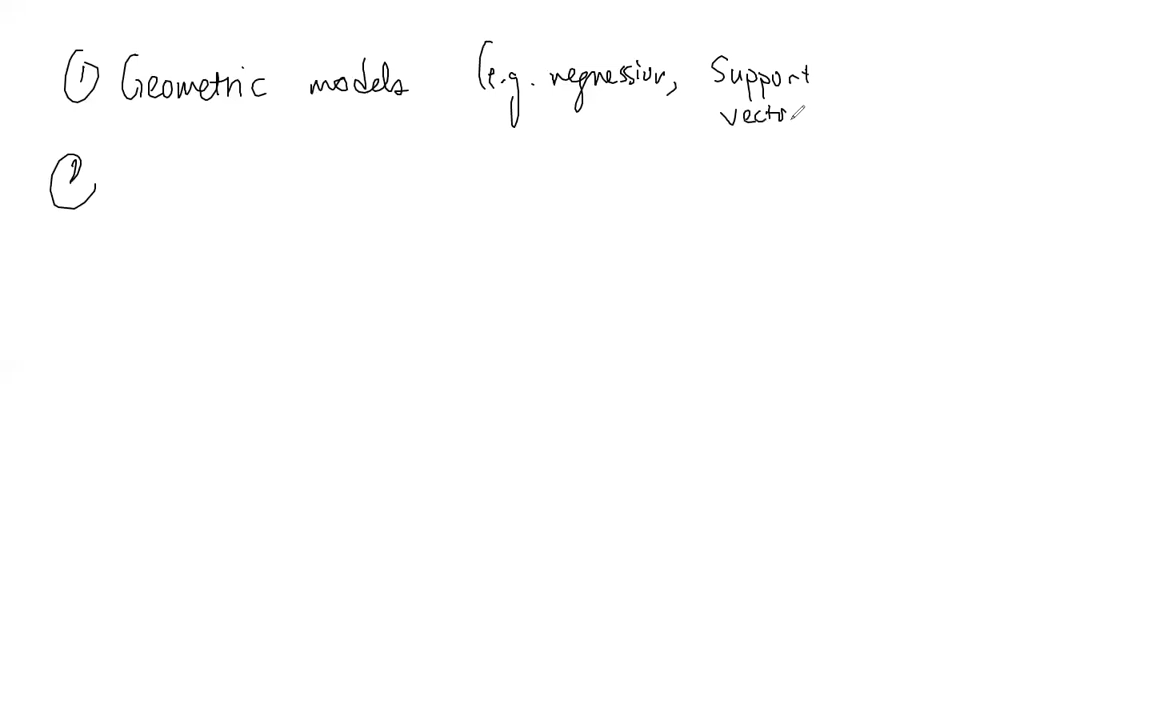 ① Geometric models (e.g. regression, Support
vector
②